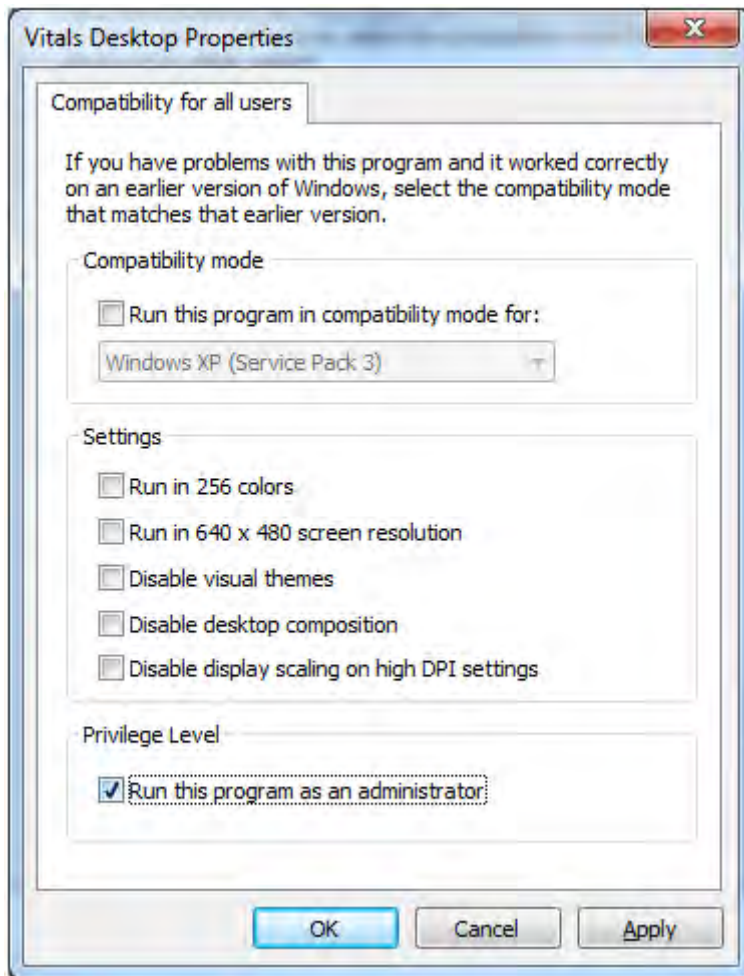 Vitals Desktop Properties
Compatibility for all users
If you have problems with this program and it worked correctly
on an earlier version of Windows, select the compatibility mode
that matches that earlier version.
Compatibility mode
Run this program in compatibility mode for:
Windows XP (Service Pack 3)
Settings
Run in 256 colors
Run in 640 x 480 screen resolution
Disable visual themes
Disable desktop composition
Disable display scaling on high DPI settings
Privilege Level
Run this program as an administrator
OK Cancel Apply